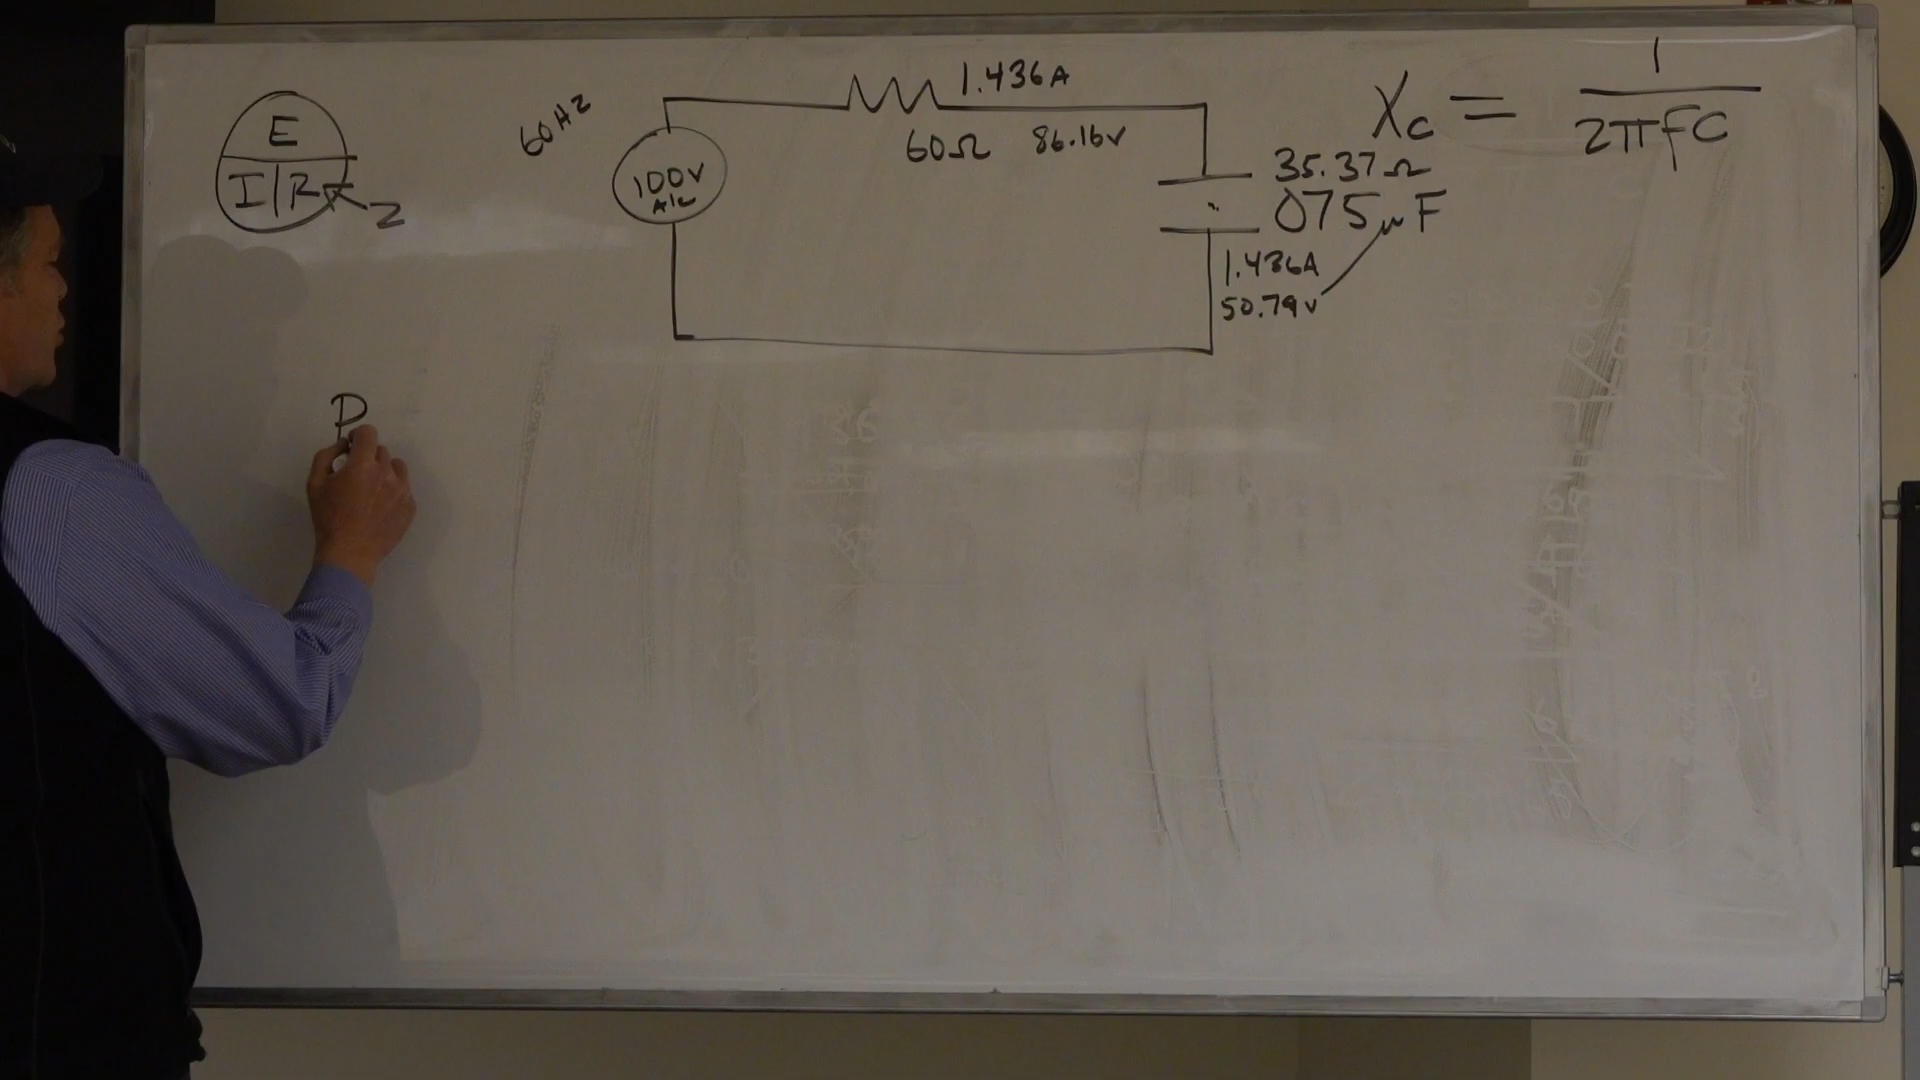 E
I|R
Z
60Hz
100V
A/C
1.436A
60Ω 86.16V
35.37Ω
075μF
1.436A
50.79V
Xc = 1
2πfC
P